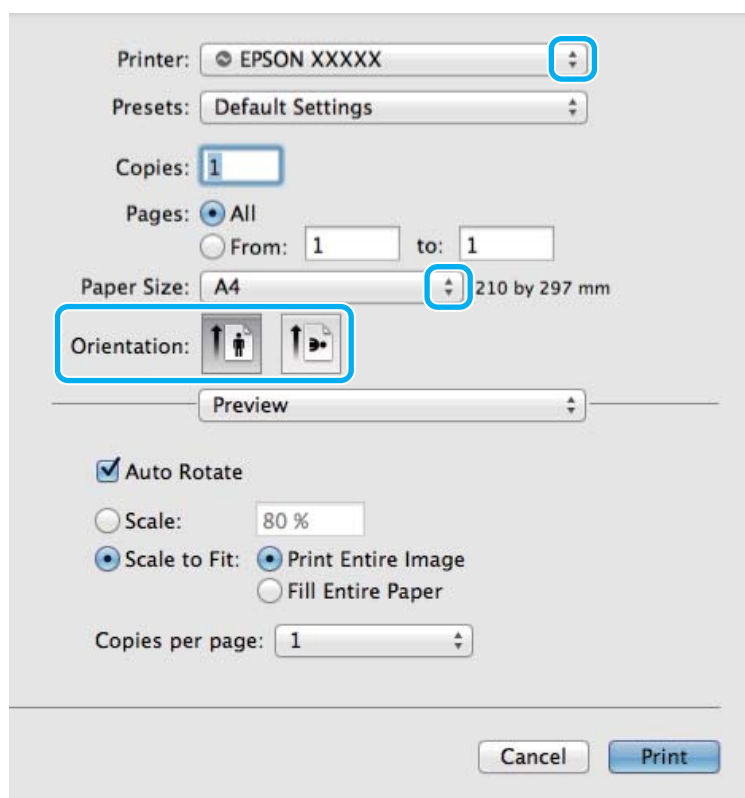 Printer: EPSON XXXXX
Presets: Default Settings
Copies: 1
Pages: All
From: 1 to: 1
Paper Size: A4 210 by 297 mm
Orientation:
Preview
Auto Rotate
Scale: 80 %
Scale to Fit: Print Entire Image
Fill Entire Paper
Copies per page: 1
Cancel Print